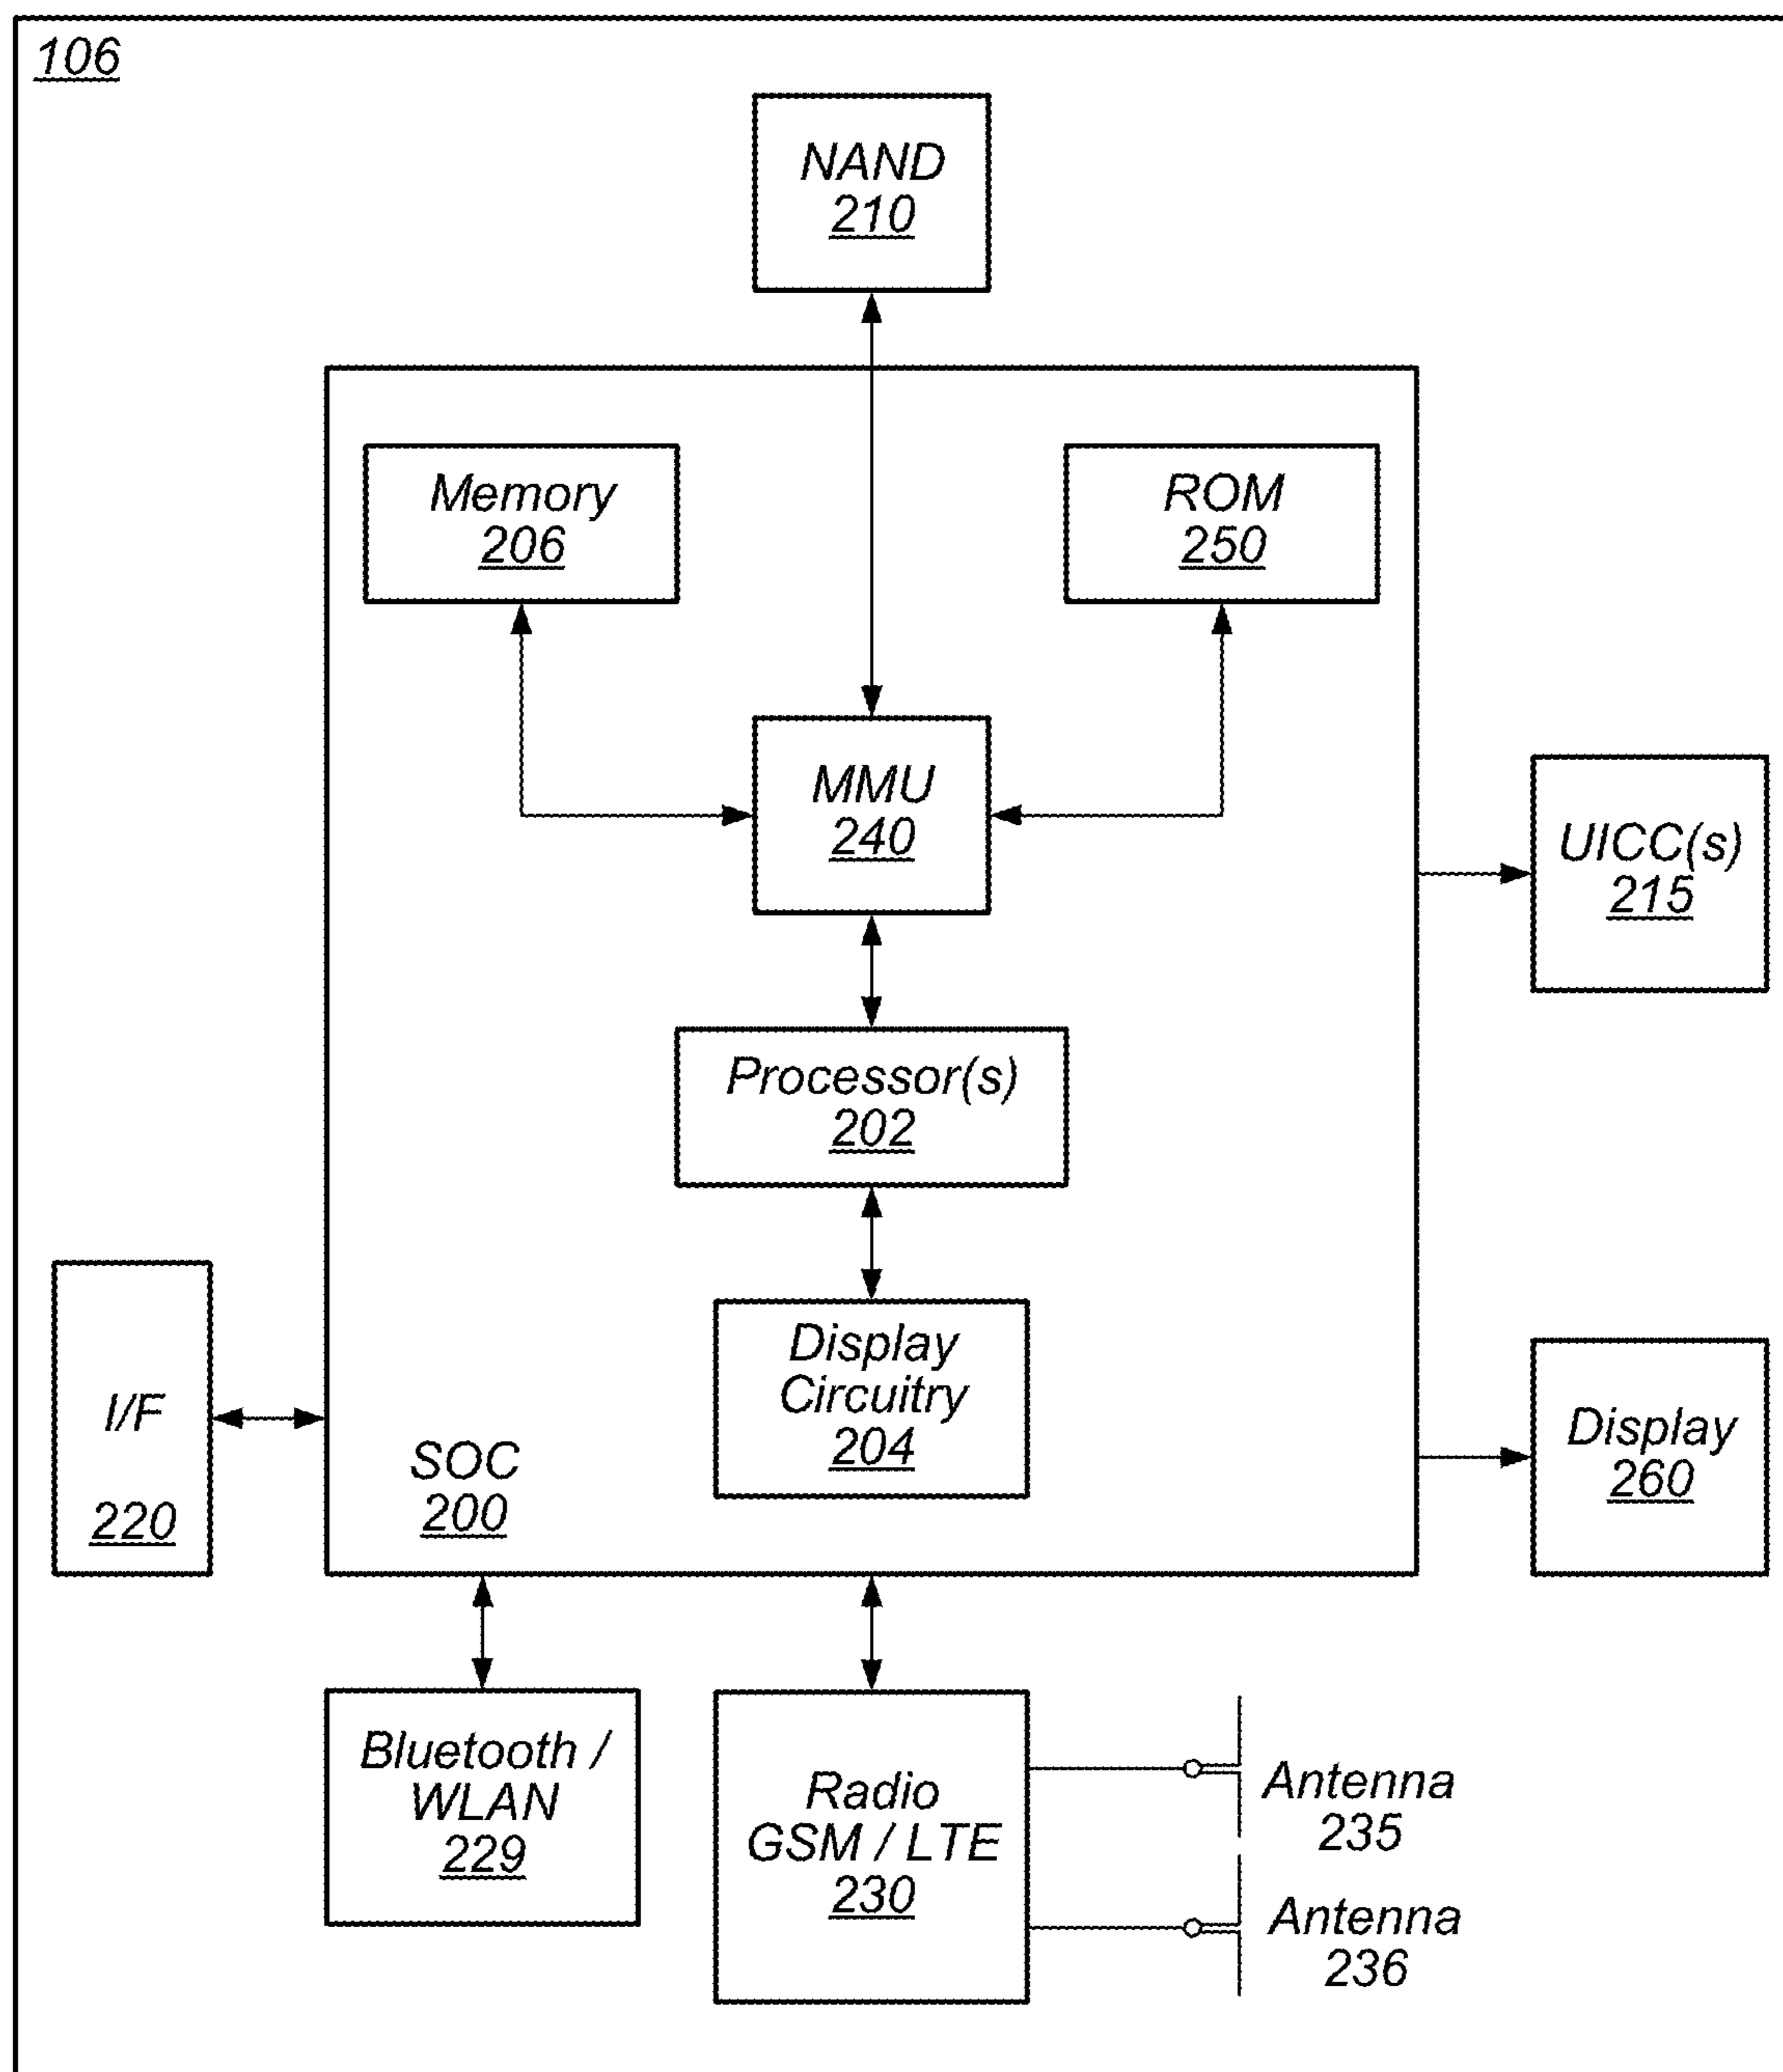 106
NAND
210
Memory
206
ROM
250
MMU
240
UICC(s)
215
Processor(s)
202
Display
Circuitry
204
I/F
220
SOC
200
Display
260
Bluetooth /
WLAN
229
Radio
GSM / LTE
230
Antenna
235
Antenna
236